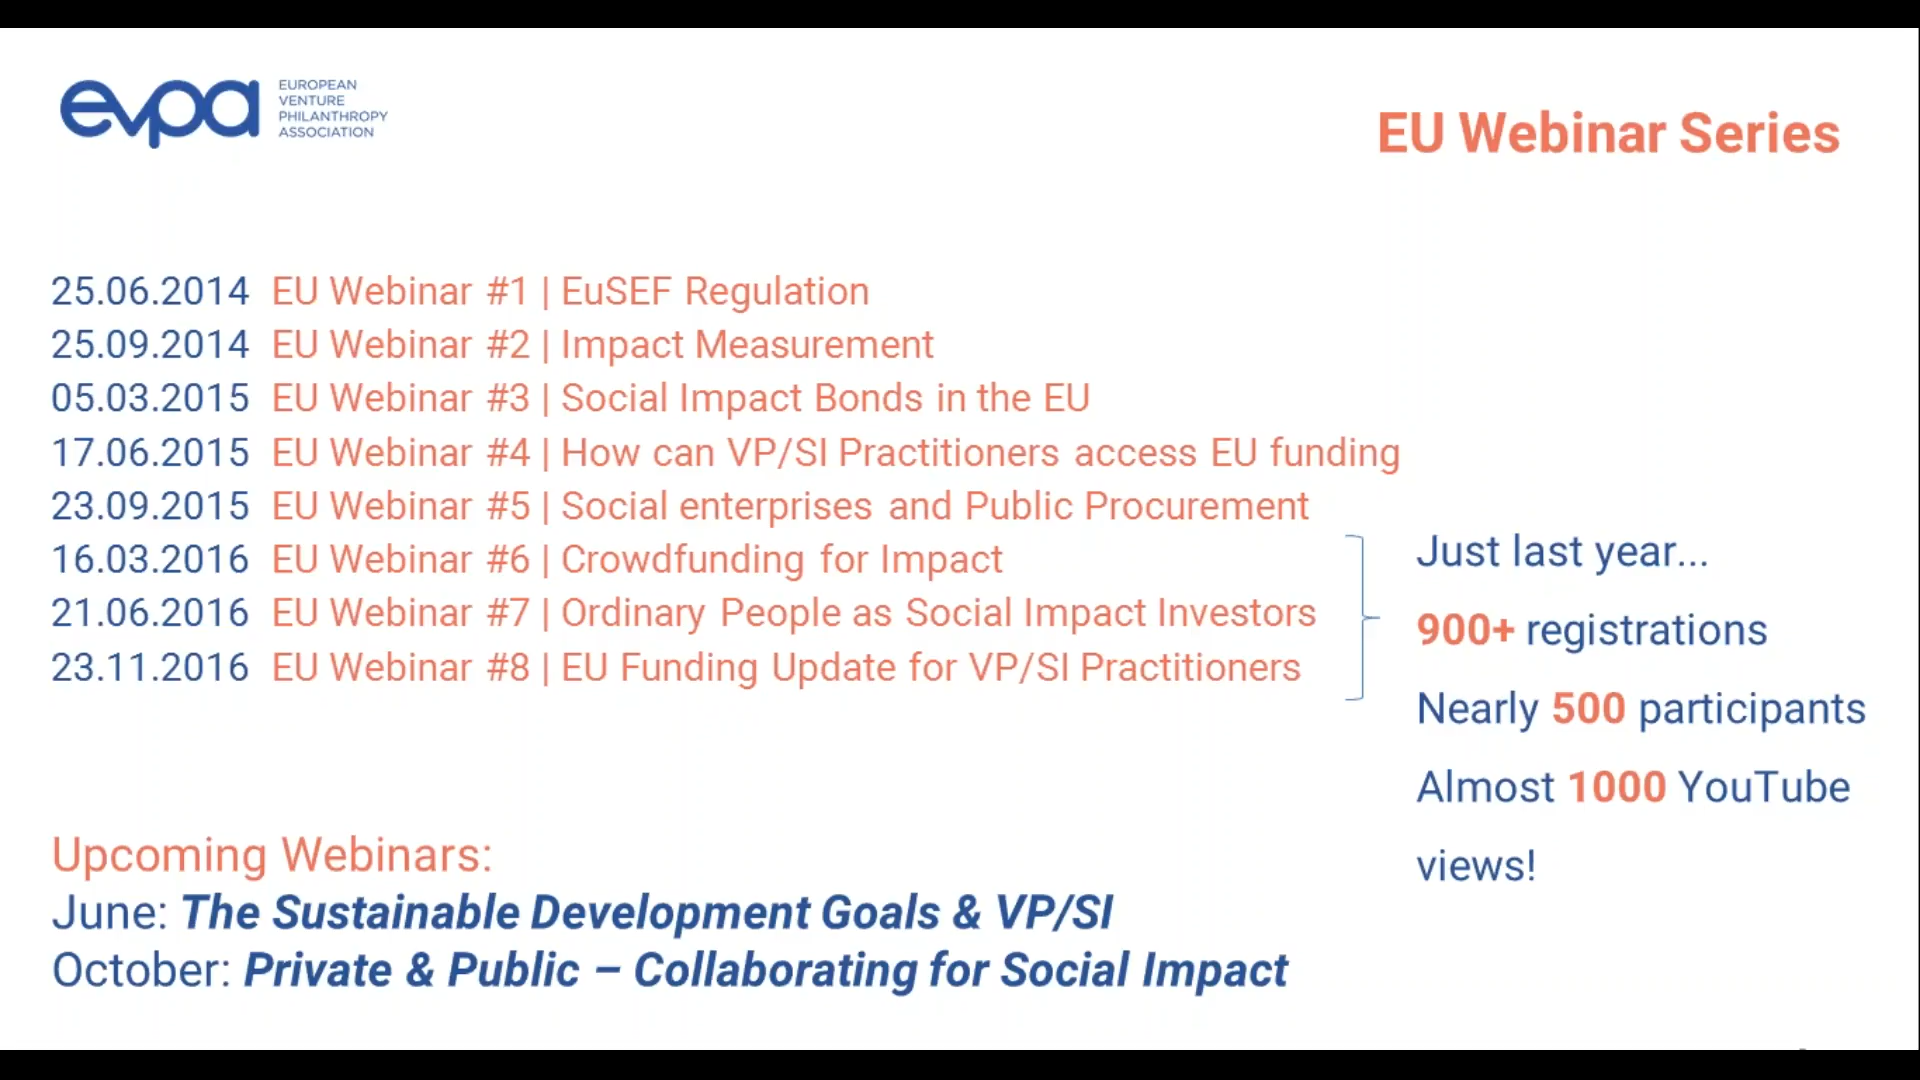 evpa
EUROPEAN
VENTURE
PHILANTHROPY
ASSOCIATION
EU Webinar Series
25.06.2014 EU Webinar #1 | EuSEF Regulation
25.09.2014 EU Webinar #2 | Impact Measurement
05.03.2015 EU Webinar #3 | Social Impact Bonds in the EU
17.06.2015 EU Webinar #4 | How can VP/SI Practitioners access EU funding
23.09.2015 EU Webinar #5 | Social enterprises and Public Procurement
16.03.2016 EU Webinar #6 | Crowdfunding for Impact
21.06.2016 EU Webinar #7 | Ordinary People as Social Impact Investors
23.11.2016 EU Webinar #8 | EU Funding Update for VP/SI Practitioners
Just last year...
900+ registrations
Nearly 500 participants
Almost 1000 YouTube
views!
Upcoming Webinars:
June: The Sustainable Development Goals & VP/SI
October: Private & Public – Collaborating for Social Impact